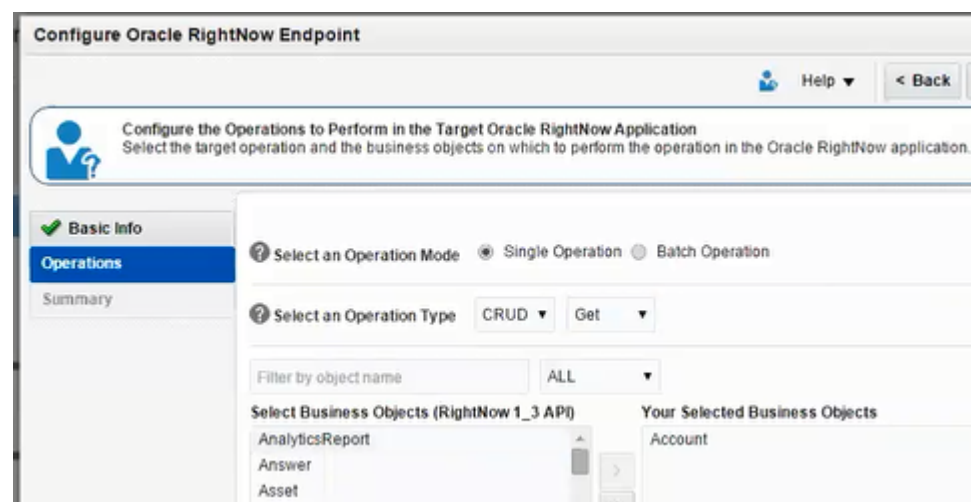 Configure Oracle RightNow Endpoint
Help ▼ < Back
Configure the Operations to Perform in the Target Oracle RightNow Application
Select the target operation and the business objects on which to perform the operation in the Oracle RightNow application.
Basic Info
Operations
Summary
Select an Operation Mode Single Operation Batch Operation
Select an Operation Type CRUD ▼ Get ▼
Filter by object name ALL ▼
Select Business Objects (RightNow 1_3 API) Your Selected Business Objects
AnalyticsReport Account
Answer
Asset